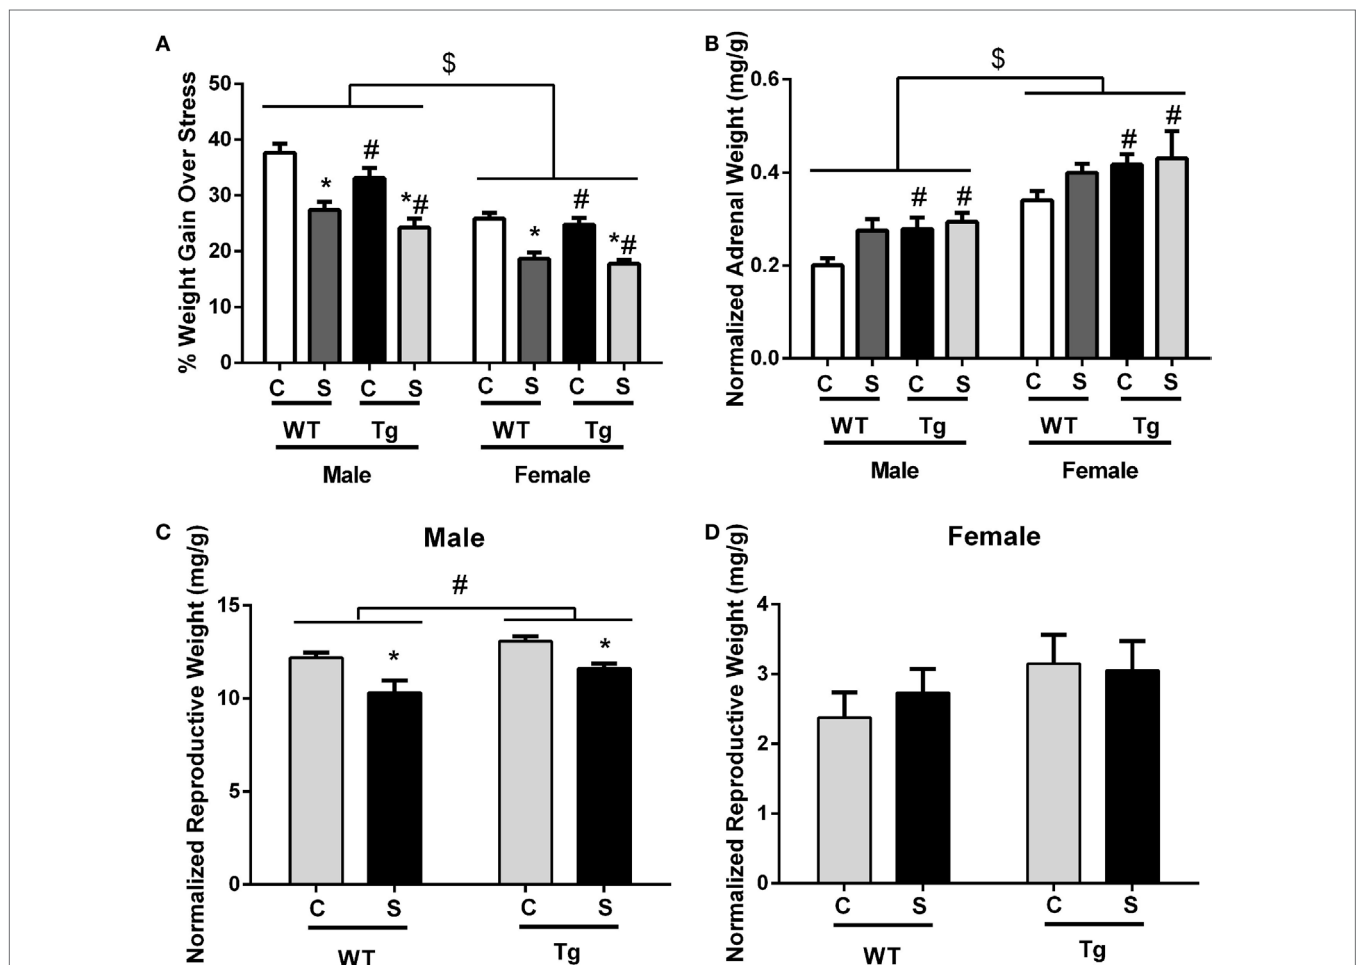 A
% Weight Gain Over Stress
$
50
40
30
20
10
0
*
#
*#
*
#
*#
C S C S C S C S
WT Tg WT Tg
Male Female
B
Normalized Adrenal Weight (mg/g)
$
0.6
0.4
0.2
0.0
# # # #
C S C S C S C S
WT Tg WT Tg
Male Female
C
Male
Normalized Reproductive Weight (mg/g)
#
15
10
5
0
* *
C S C S
WT Tg
D
Female
Normalized Reproductive Weight (mg/g)
4
3
2
1
0
C S C S
WT Tg